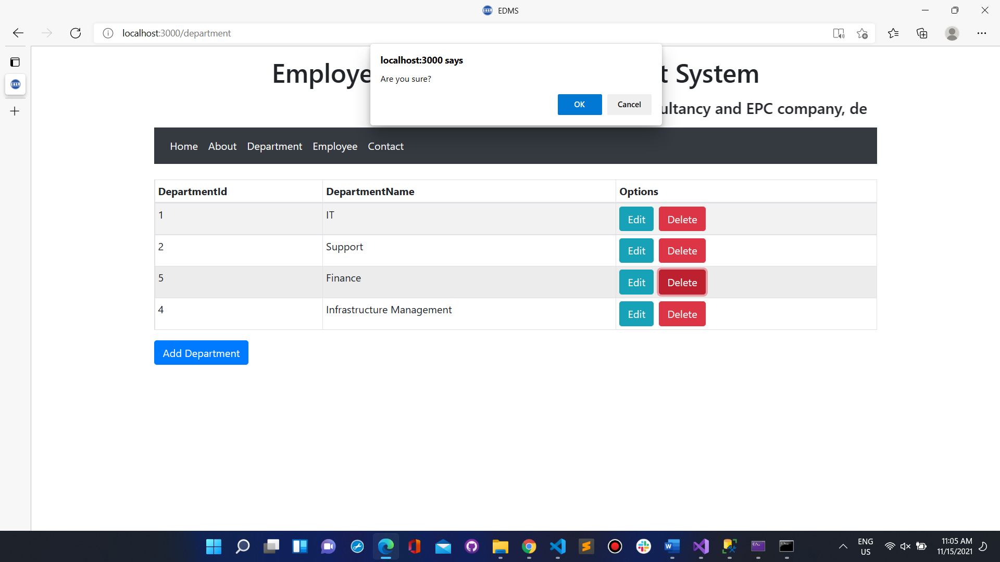 EDMS
localhost:3000/department
localhost:3000 says
Are you sure?
OK Cancel
Employe t System
ultancy and EPC company, de
Home About Department Employee Contact
DepartmentId DepartmentName Options
1 IT Edit Delete
2 Support Edit Delete
5 Finance Edit Delete
4 Infrastructure Management Edit Delete
Add Department
ENG
US
11:05 AM
11/15/2021